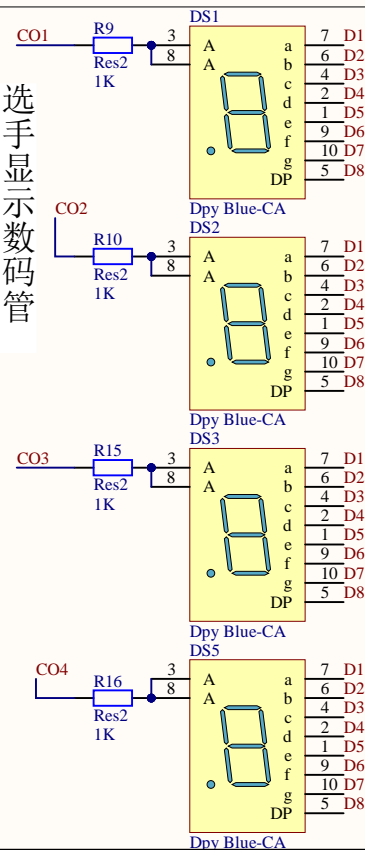 选手显示数码管
DS1
CO1 R9 3 A a 7 D1
8 A b 6 D2
Res2 c 4 D3
1K d 2 D4
e 1 D5
f 9 D6
g 10 D7
DP 5 D8
Dpy Blue-CA
DS2
CO2
R10 3 A a 7 D1
8 A b 6 D2
Res2 c 4 D3
1K d 2 D4
e 1 D5
f 9 D6
g 10 D7
DP 5 D8
Dpy Blue-CA
DS3
CO3 R15 3 A a 7 D1
8 A b 6 D2
Res2 c 4 D3
1K d 2 D4
e 1 D5
f 9 D6
g 10 D7
DP 5 D8
Dpy Blue-CA
DS5
CO4 3 A a 7 D1
R16 8 A b 6 D2
Res2 c 4 D3
1K d 2 D4
e 1 D5
f 9 D6
g 10 D7
DP 5 D8
Dpy Blue-CA